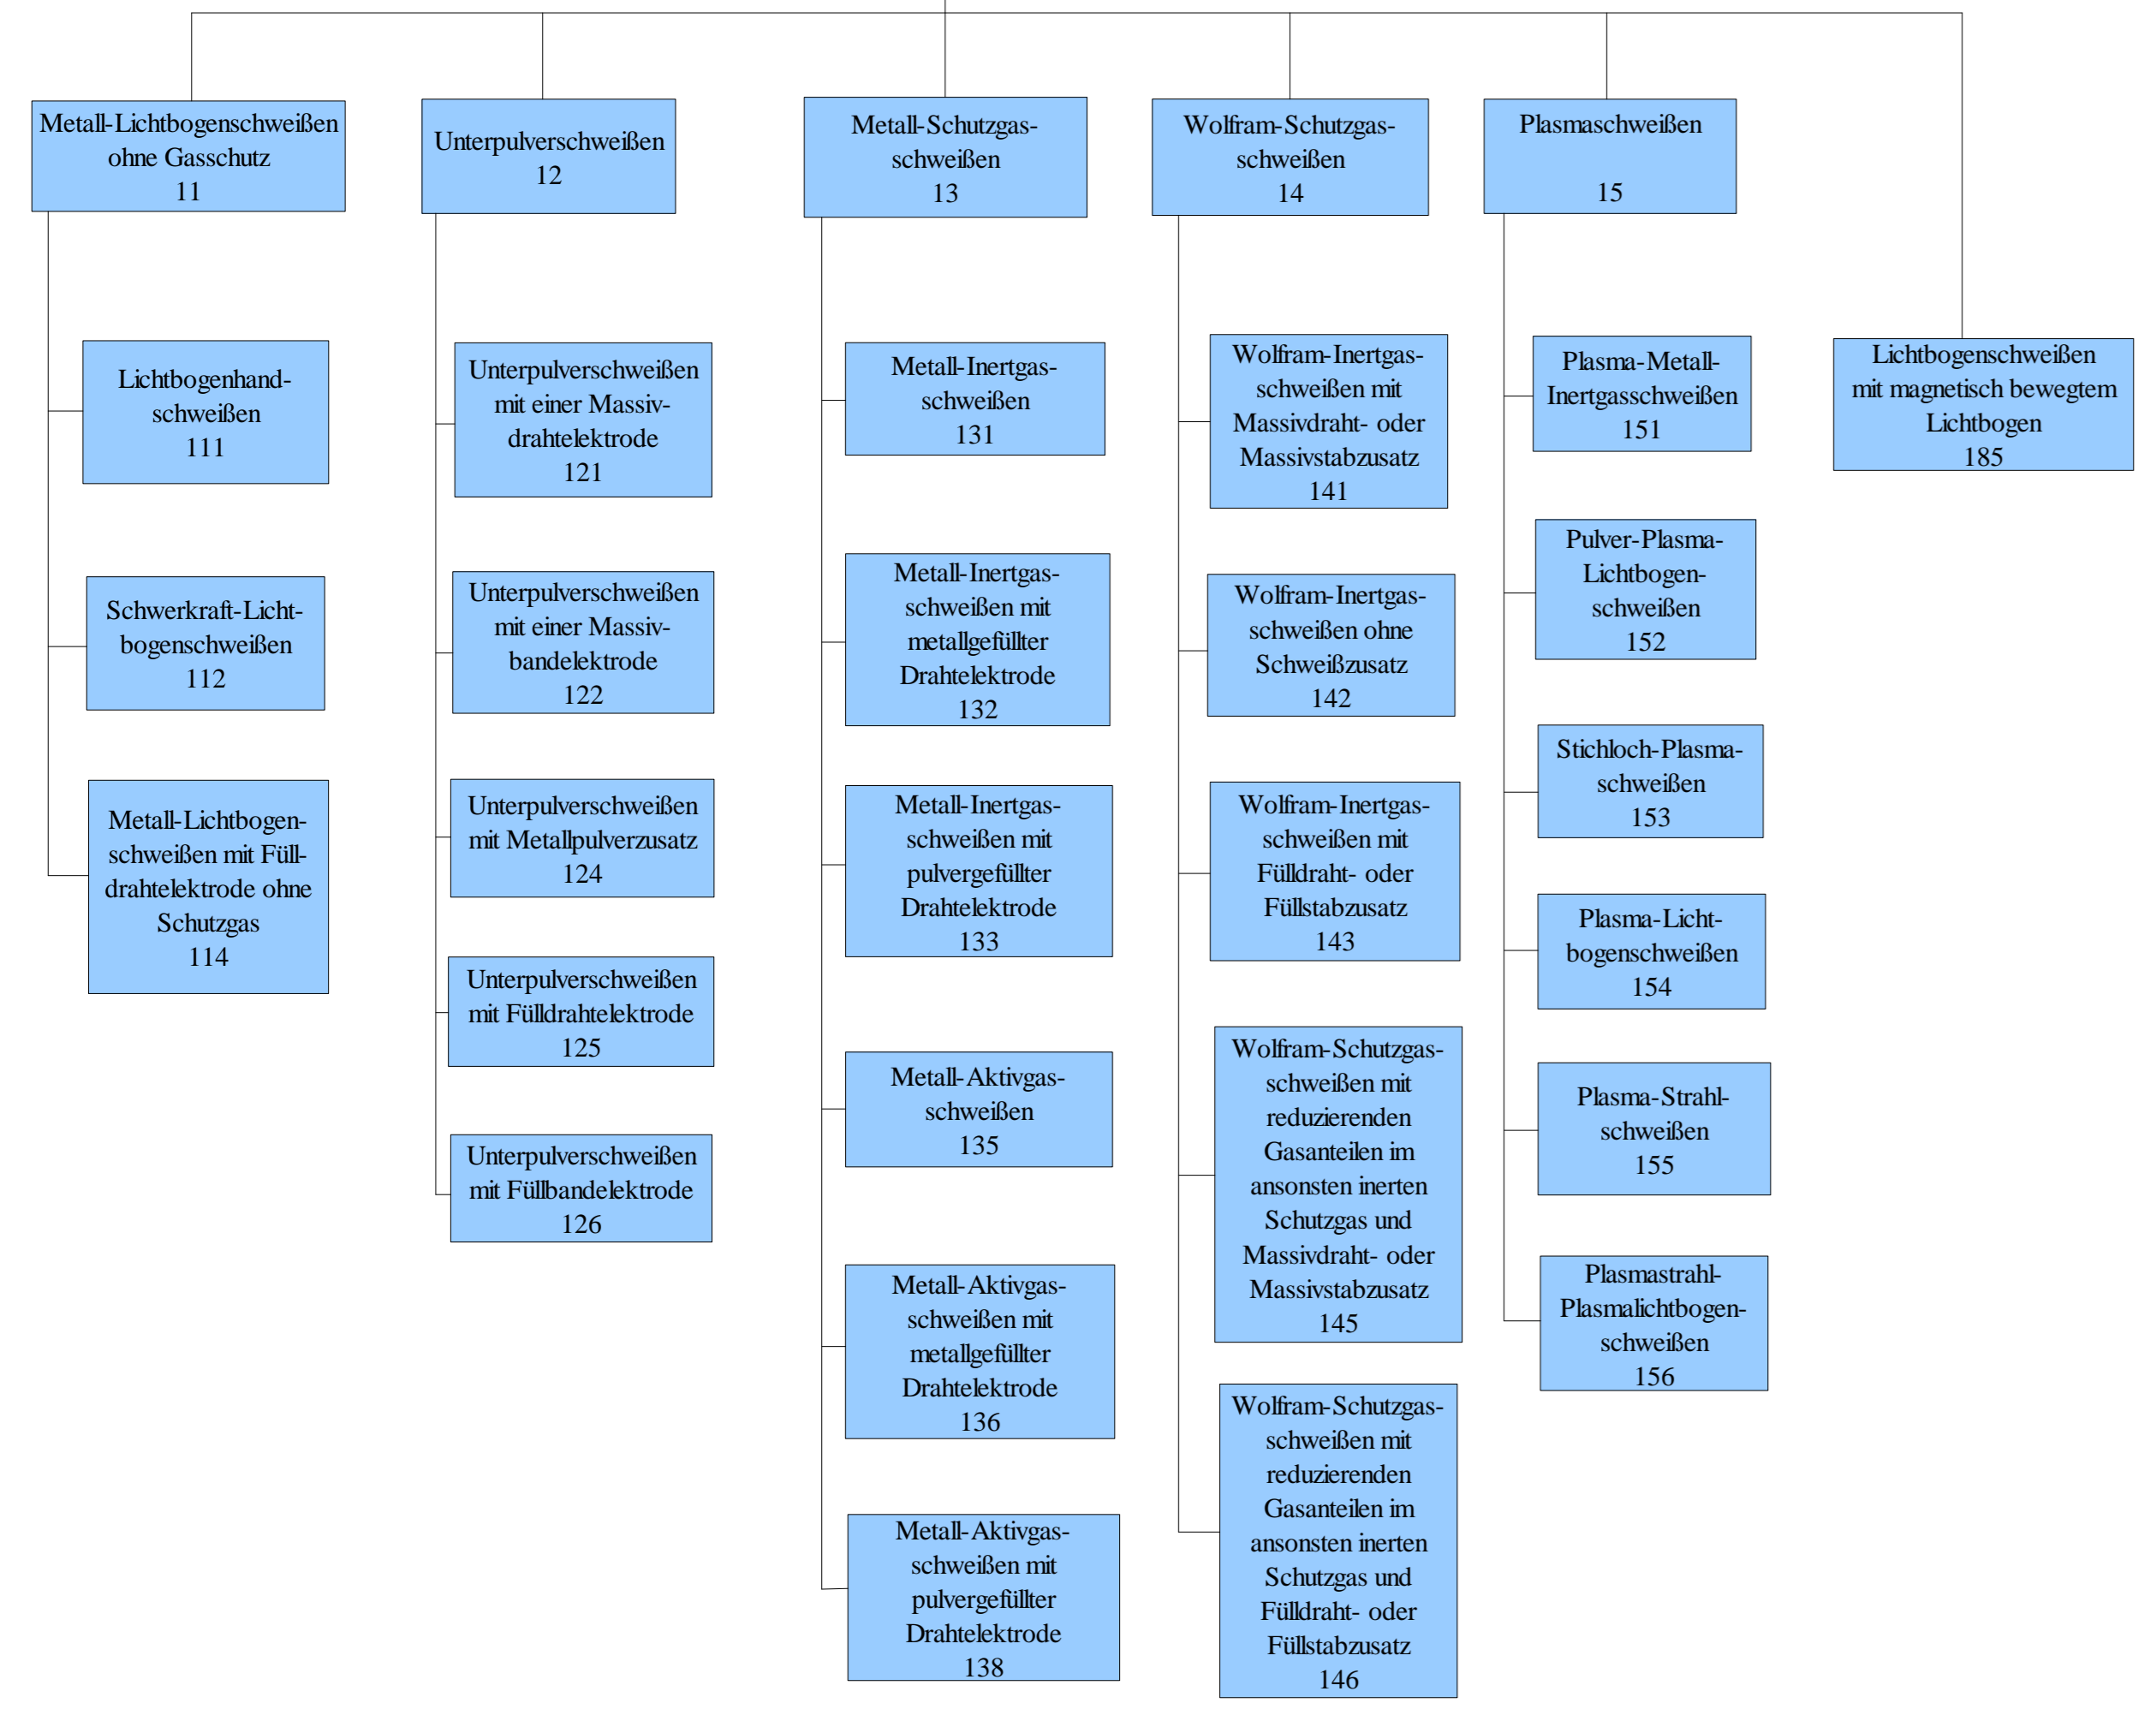 Metall-Lichtbogenschweißen
ohne Gasschutz
11
Lichtbogenhand-
schweißen
111
Schwerkraft-Licht-
bogenschweißen
112
Metall-Lichtbogen-
schweißen mit Füll-
drahtelektrode ohne
Schutzgas
114
Unterpulverschweißen
12
Unterpulverschweißen
mit einer Massiv-
drahtelektrode
121
Unterpulverschweißen
mit einer Massiv-
bandelektrode
122
Unterpulverschweißen
mit Metallpulverzusatz
124
Unterpulverschweißen
mit Fülldrahtelektrode
125
Unterpulverschweißen
mit Füllbandelektrode
126
Metall-Schutzgas-
schweißen
13
Metall-Inertgas-
schweißen
131
Metall-Inertgas-
schweißen mit
metallgefüllter
Drahtelektrode
132
Metall-Inertgas-
schweißen mit
pulvergefüllter
Drahtelektrode
133
Metall-Aktivgas-
schweißen
135
Metall-Aktivgas-
schweißen mit
metallgefüllter
Drahtelektrode
136
Metall-Aktivgas-
schweißen mit
pulvergefüllter
Drahtelektrode
138
Wolfram-Schutzgas-
schweißen
14
Wolfram-Inertgas-
schweißen mit
Massivdraht- oder
Massivstabzusatz
141
Wolfram-Inertgas-
schweißen ohne
Schweißzusatz
142
Wolfram-Inertgas-
schweißen mit
Fülldraht- oder
Füllstabzusatz
143
Wolfram-Schutzgas-
schweißen mit
reduzierenden
Gasanteilen im
ansonsten inerten
Schutzgas und
Massivdraht- oder
Massivstabzusatz
145
Wolfram-Schutzgas-
schweißen mit
reduzierenden
Gasanteilen im
ansonsten inerten
Schutzgas und
Fülldraht- oder
Füllstabzusatz
146
Plasmaschweißen
15
Plasma-Metall-
Inertgasschweißen
151
Pulver-Plasma-
Lichtbogen-
schweißen
152
Stichloch-Plasma-
schweißen
153
Plasma-Licht-
bogenschweißen
154
Plasma-Strahl-
schweißen
155
Plasmastrahl-
Plasmalichtbogen-
schweißen
156
Lichtbogenschweißen
mit magnetisch bewegtem
Lichtbogen
185